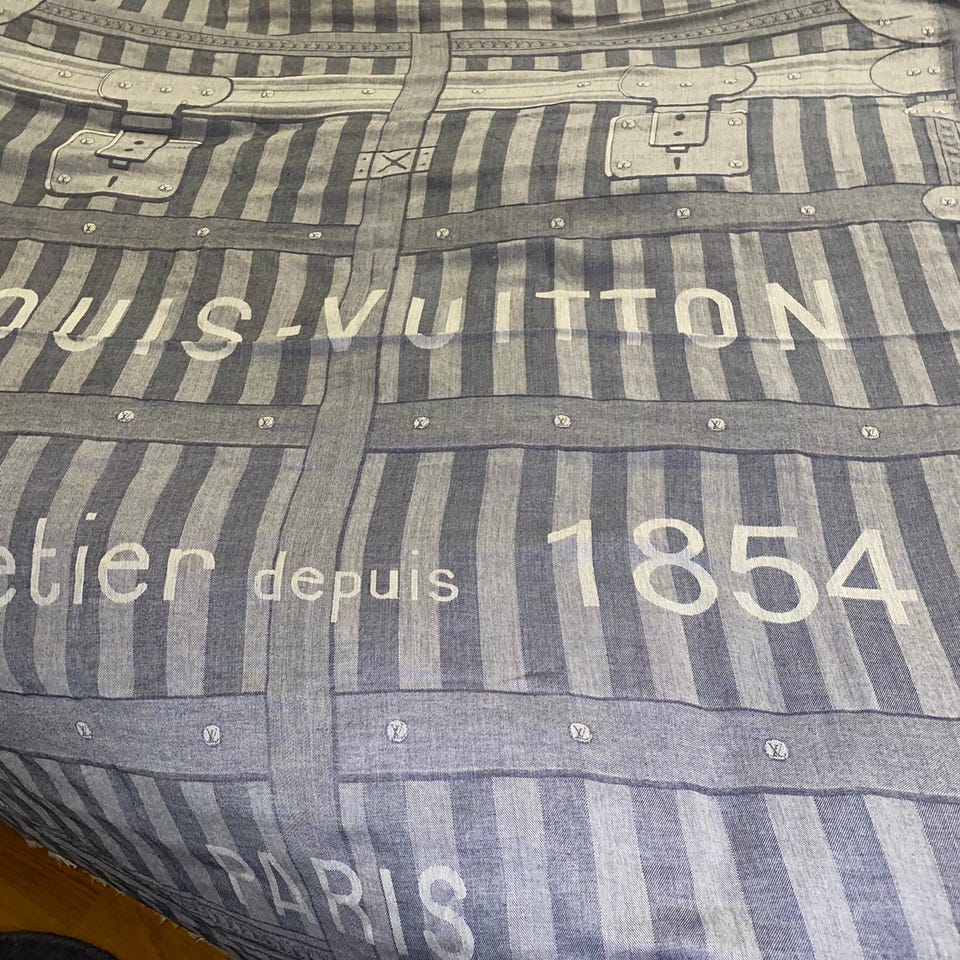 OUIS-VUITTON
etier depuis 1854
PARIS